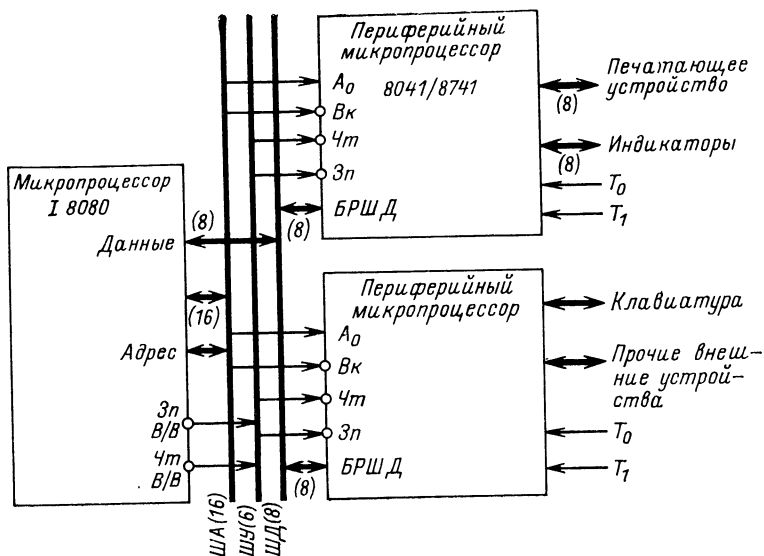 Периферийный
микропроцессор
8041/8741
A₀
Вк
Чт
Зп
БРШД
(8)
(8)
(8)
Печатающее
устройство
Индикаторы
T₀
T₁
Микропроцессор
I 8080
Данные
(8)
(16)
Адрес
Зп
В/В
Чт
В/В
Периферийный
микропроцессор
A₀
Вк
Чт
Зп
БРШД
(8)
Клавиатура
Прочие внеш-
ние устрой-
ства
T₀
T₁
ША(16)
ШУ(6)
ШД(8)